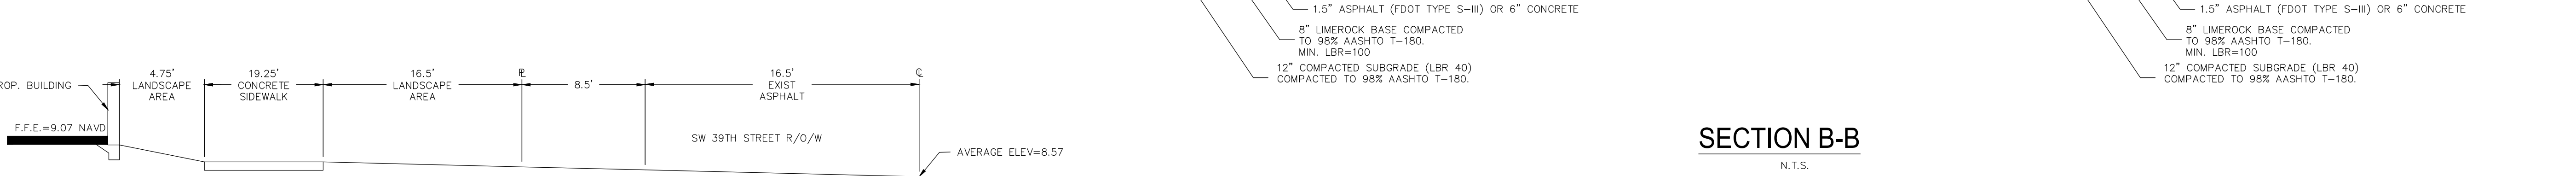 4.75'
LANDSCAPE
AREA
19.25'
CONCRETE
SIDEWALK
16.5'
LANDSCAPE
AREA
8.5'
16.5'
EXIST
ASPHALT
BUILDING
F.F.E.=9.07 NAVD
SW 39TH STREET R/O/W
AVERAGE ELEV=8.57
1.5" ASPHALT (FDOT TYPE S-III) OR 6" CONCRETE
8" LIMEROCK BASE COMPACTED
TO 98% AASHTO T-180.
MIN. LBR=100
12" COMPACTED SUBGRADE (LBR 40)
COMPACTED TO 98% AASHTO T-180.
SECTION B-B
N.T.S.
1.5" ASPHALT (FDOT TYPE S-III) OR 6" CONCRETE
8" LIMEROCK BASE COMPACTED
TO 98% AASHTO T-180.
MIN. LBR=100
12" COMPACTED SUBGRADE (LBR 40)
COMPACTED TO 98% AASHTO T-180.